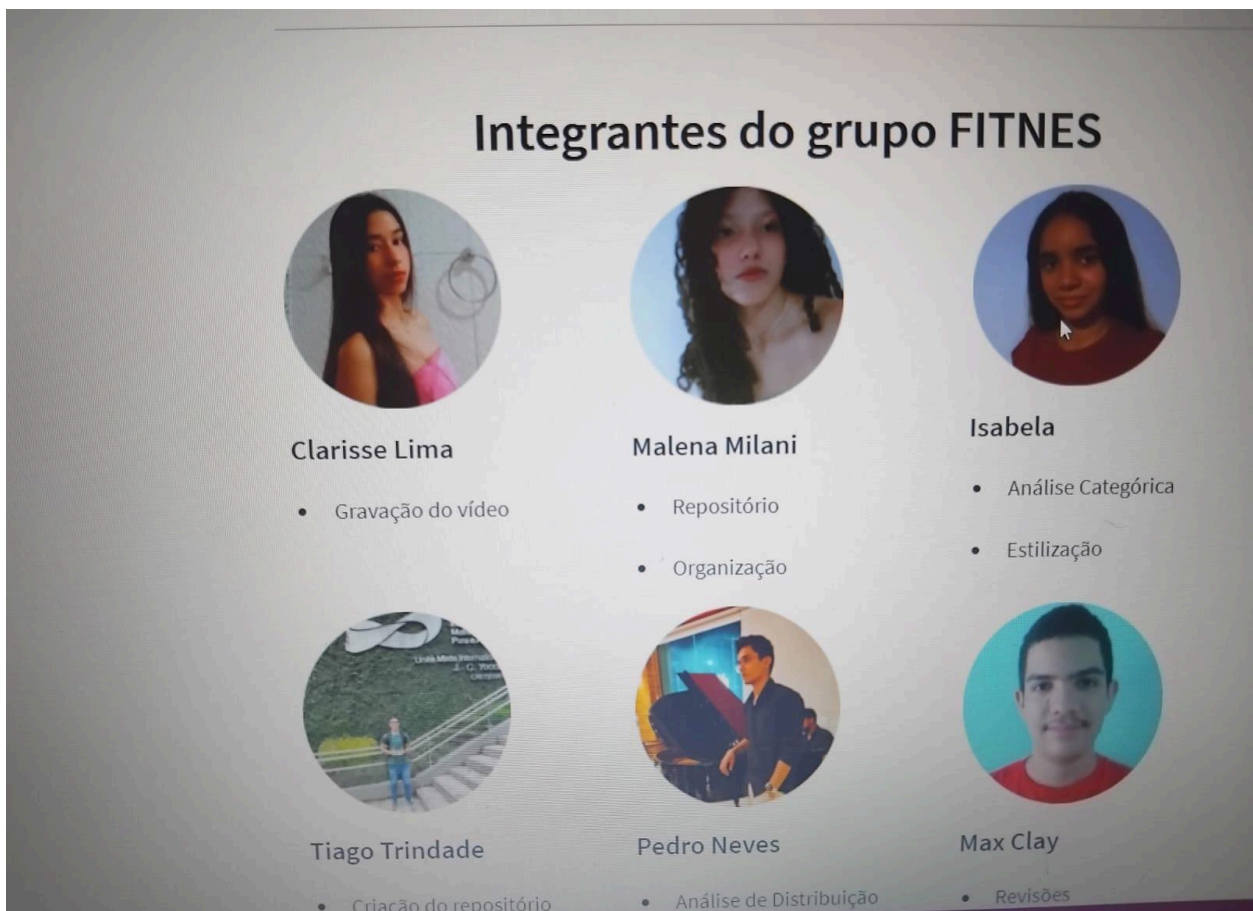 Integrantes do grupo FITNES
Clarisse Lima
Gravação do vídeo
Malena Milani
Repositório
Organização
Isabela
Análise Categórica
Estilização
Tiago Trindade
Criação do repositório
Pedro Neves
Análise de Distribuição
Max Clay
Revisões